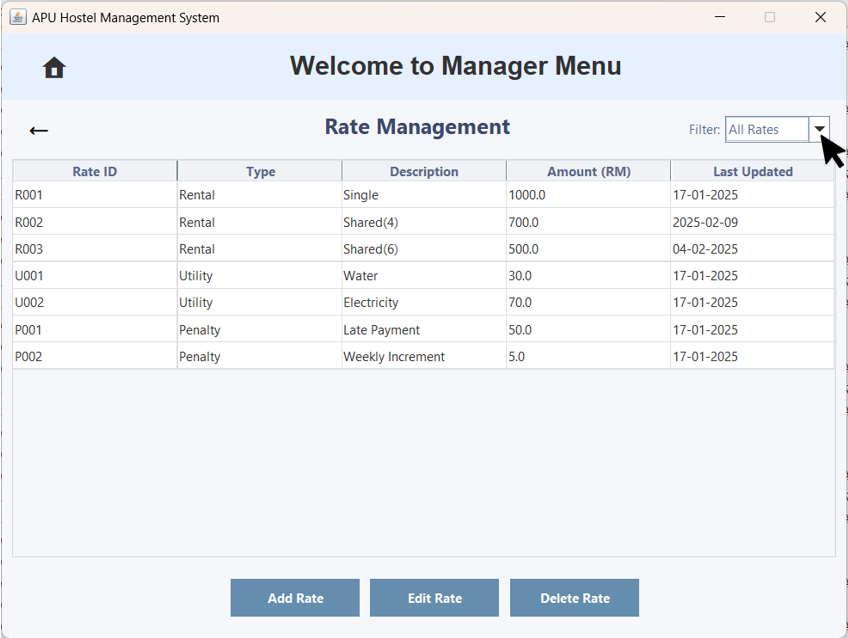 APU Hostel Management System
Welcome to Manager Menu
Rate Management
Filter: All Rates
Rate ID Type Description Amount (RM) Last Updated
R001 Rental Single 1000.0 17-01-2025
R002 Rental Shared(4) 700.0 2025-02-09
R003 Rental Shared(6) 500.0 04-02-2025
U001 Utility Water 30.0 17-01-2025
U002 Utility Electricity 70.0 17-01-2025
P001 Penalty Late Payment 50.0 17-01-2025
P002 Penalty Weekly Increment 5.0 17-01-2025
Add Rate Edit Rate Delete Rate